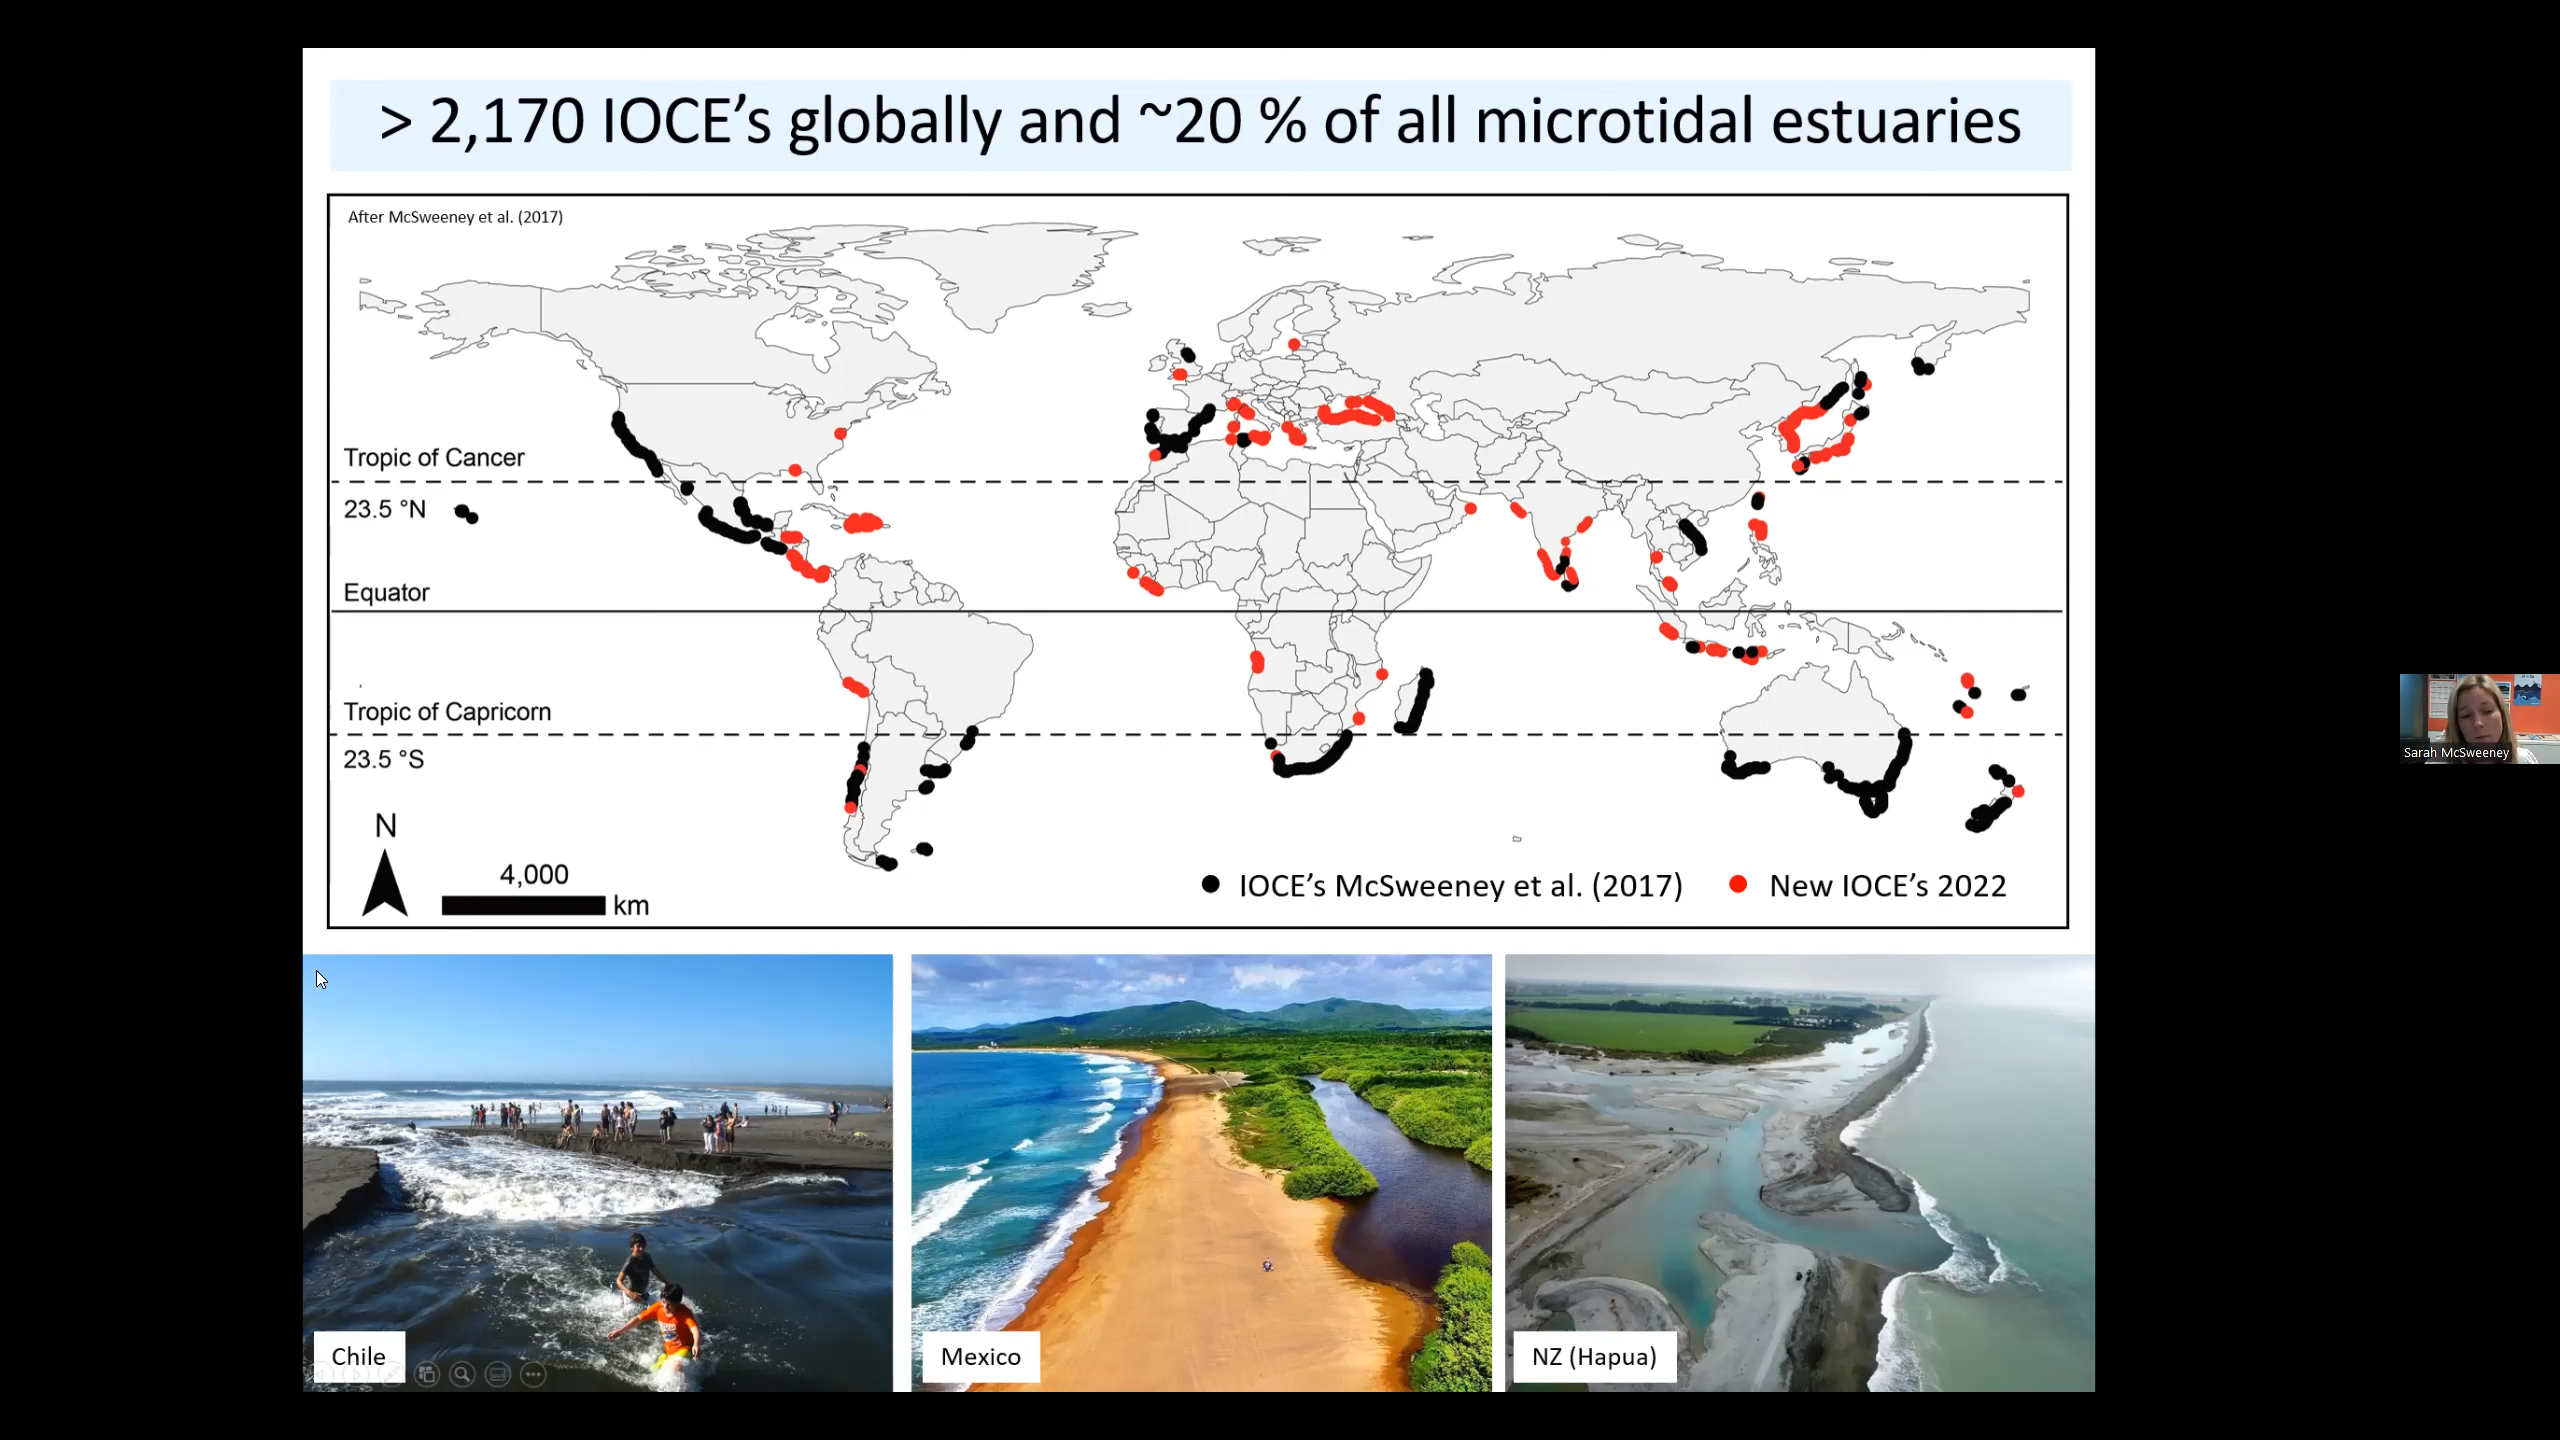 > 2,170 IOCE’s globally and ~20 % of all microtidal estuaries
After McSweeney et al. (2017)
Tropic of Cancer
23.5 °N
Equator
Tropic of Capricorn
23.5 °S
N
4,000
km
IOCE’s McSweeney et al. (2017)
New IOCE’s 2022
Chile
Mexico
NZ (Hapua)
Sarah McSweeney